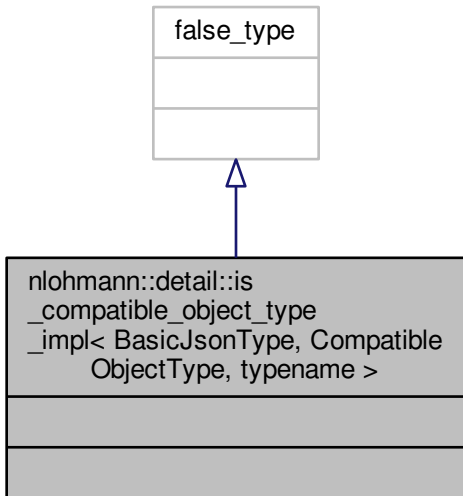 false_type
nlohmann::detail::is
_compatible_object_type
_impl< BasicJsonType, Compatible
ObjectType, typename >